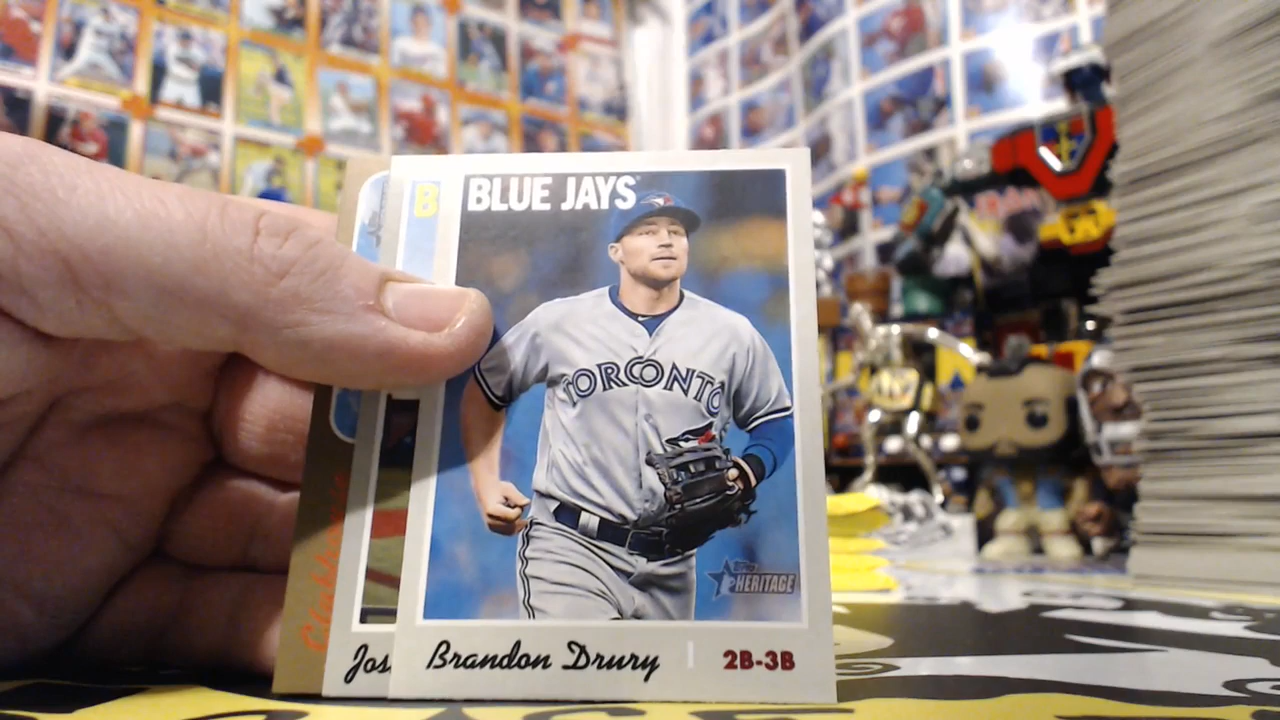 B
BLUE JAYS
TORONTO
Topps
HERITAGE
Brandon Drury
2B-3B
Jos